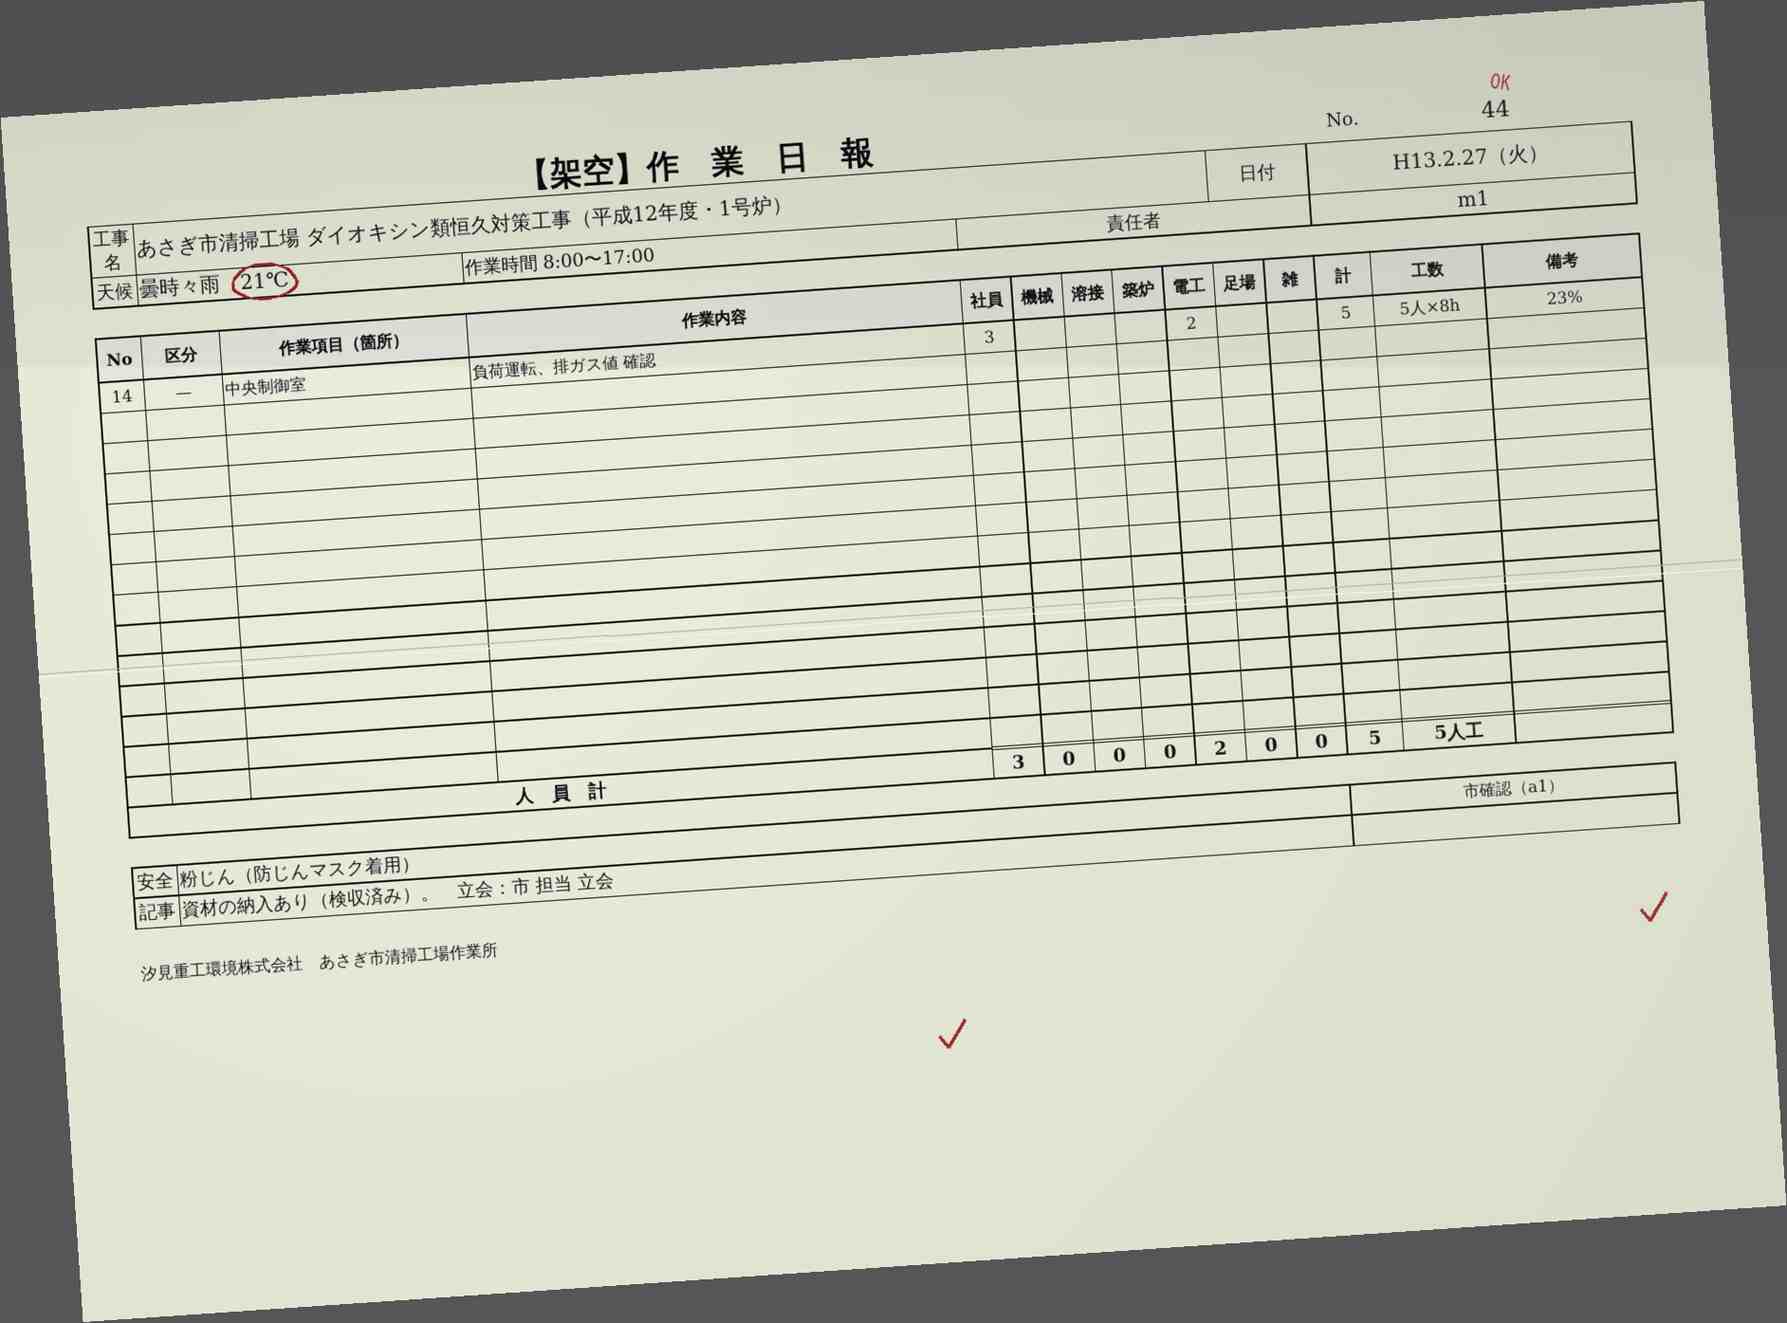 OK
No. 44
【架空】作 業 日 報
工事名 あさぎ市清掃工場 ダイオキシン類恒久対策工事（平成12年度・1号炉） 日付 H13.2.27（火）
天候 曇時々雨 21℃ 作業時間 8:00〜17:00 責任者 m1
No 区分 作業項目（箇所） 作業内容 社員 機械 溶接 築炉 電工 足場 雑 計 工数 備考
14 — 中央制御室 負荷運転、排ガス値 確認 3 2 5 5人×8h 23%
人 員 計 3 0 0 0 2 0 0 5 5人工
安全 粉じん（防じんマスク着用） 市確認（a1）
記事 資材の納入あり（検収済み）。 立会：市 担当 立会
汐見重工環境株式会社 あさぎ市清掃工場作業所